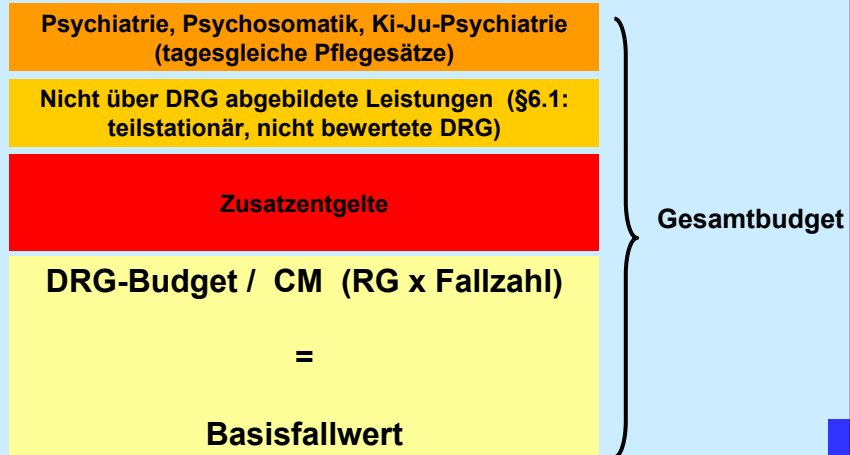 Psychiatrie, Psychosomatik, Ki-Ju-Psychiatrie
(tagesgleiche Pflegesätze)
Nicht über DRG abgebildete Leistungen (§6.1:
teilstationär, nicht bewertete DRG)
Zusatzentgelte
Gesamtbudget
DRG-Budget / CM (RG x Fallzahl)
=
Basisfallwert